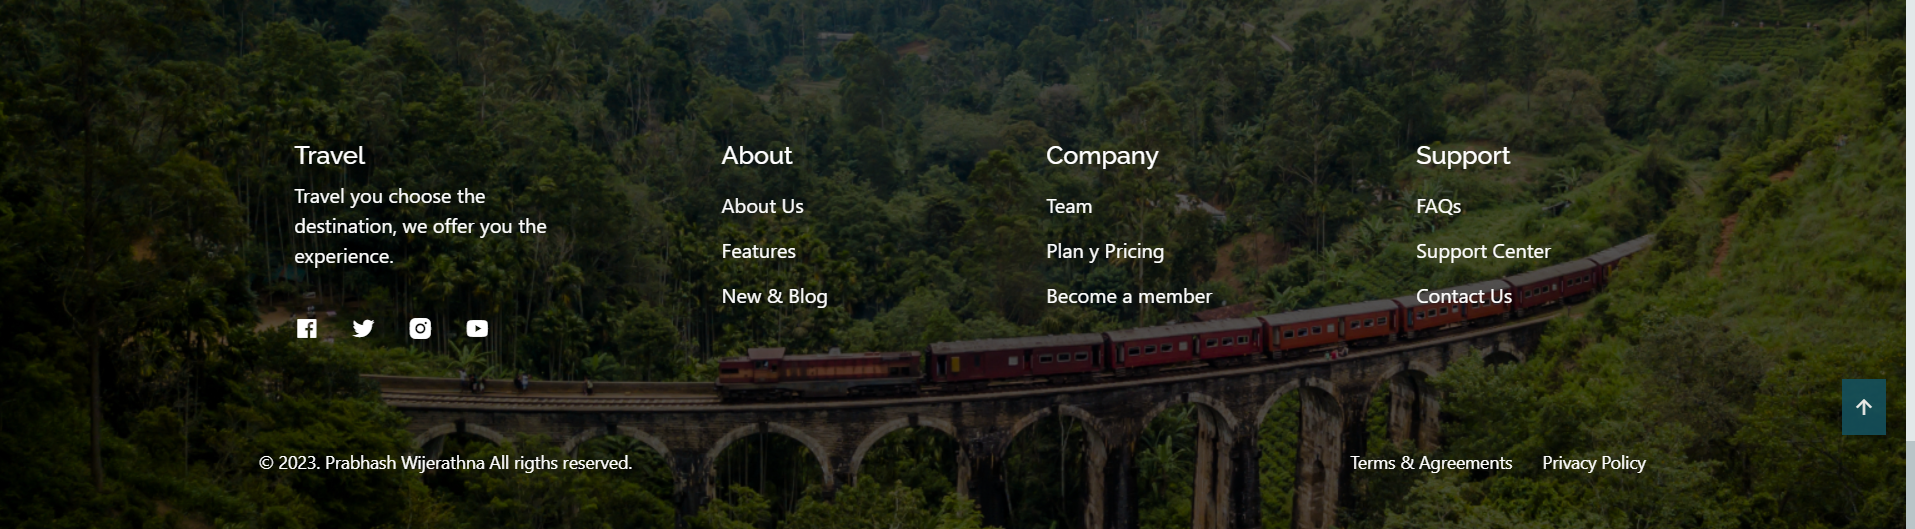 Travel
Travel you choose the
destination, we offer you the
experience.
About
About Us
Features
New & Blog
Company
Team
Plan y Pricing
Become a member
Support
FAQs
Support Center
Contact Us
© 2023. Prabhash Wijerathna All rigths reserved.
Terms & Agreements
Privacy Policy